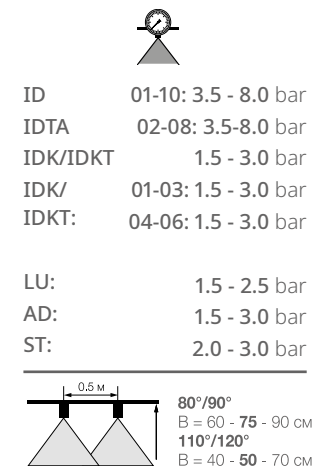 ID 01-10: 3.5 - 8.0 bar
IDTA 02-08: 3.5-8.0 bar
IDK/IDKT 1.5 - 3.0 bar
IDK/ 01-03: 1.5 - 3.0 bar
IDKT: 04-06: 1.5 - 3.0 bar
LU: 1.5 - 2.5 bar
AD: 1.5 - 3.0 bar
ST: 2.0 - 3.0 bar
0.5 м
80°/90°
B = 60 - 75 - 90 см
110°/120°
B = 40 - 50 - 70 см